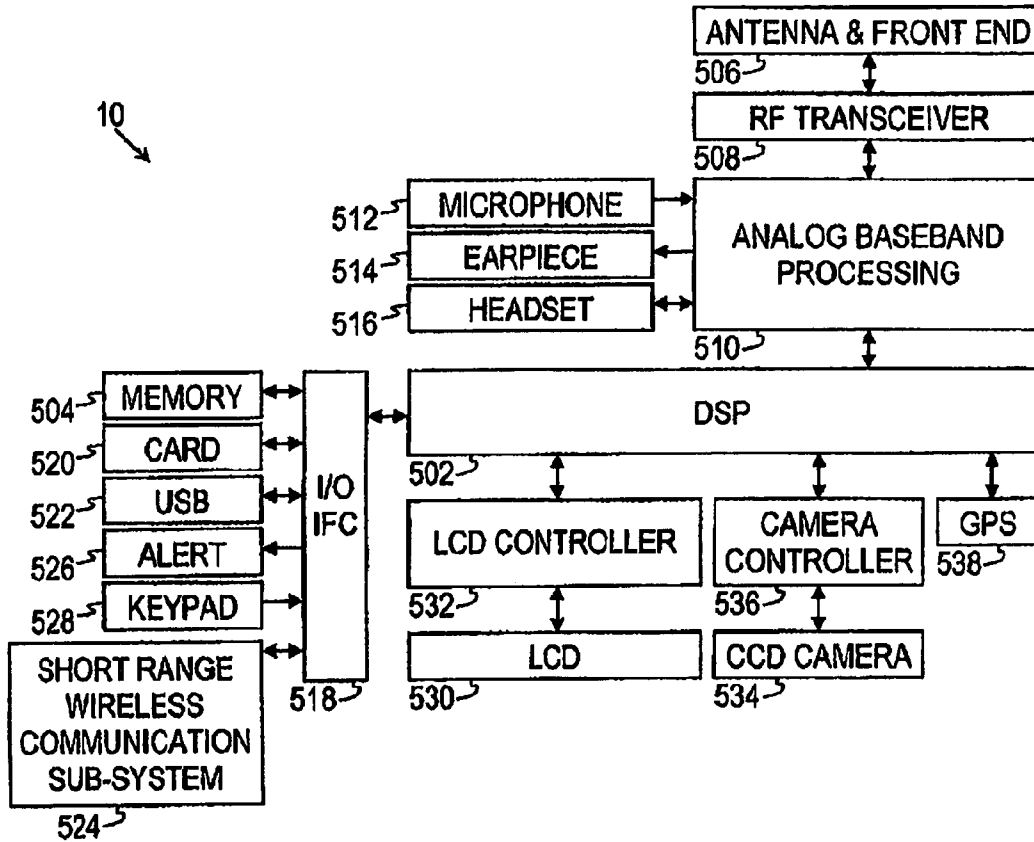 ANTENNA & FRONT END
506
10
RF TRANSCEIVER
508
512
MICROPHONE
ANALOG BASEBAND
PROCESSING
514
EARPIECE
516
HEADSET
510
504
MEMORY
I/O
IFC
DSP
520
CARD
502
522
USB
526
ALERT
LCD CONTROLLER
CAMERA
CONTROLLER
GPS
538
528
KEYPAD
532
536
SHORT RANGE
WIRELESS
COMMUNICATION
SUB-SYSTEM
518
LCD
530
CCD CAMERA
534
524